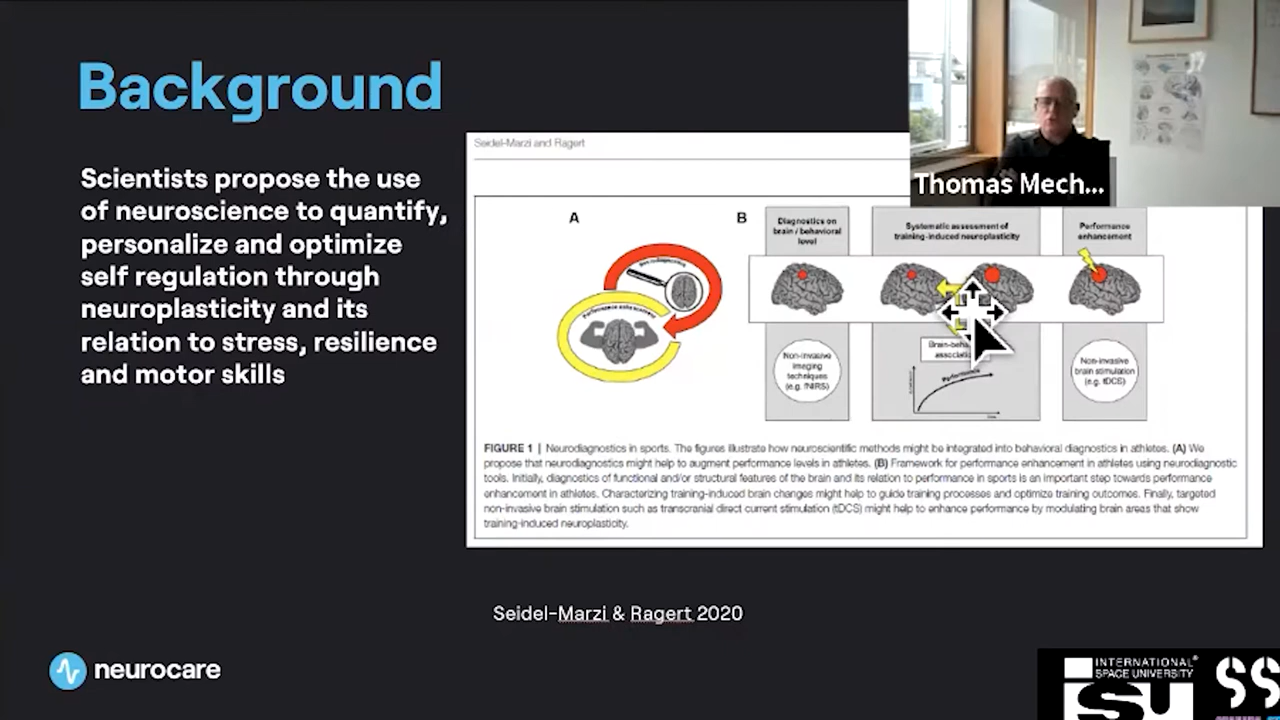 Background
Scientists propose the use
of neuroscience to quantify,
personalize and optimize
self regulation through
neuroplasticity and its
relation to stress, resilience
and motor skills
Thomas Mech...
Seidel-Marzi and Ragert
A
B
Performance enhancement
Diagnostics on
brain / behavioral
level
Systematic assessment of
training-induced neuroplasticity
Performance
enhancement
Non-invasive
imaging
techniques
(e.g. fNIRS)
Performance
Non-invasive
brain stimulation
(e.g. tDCS)
FIGURE 1 | Neurodiagnostics in sports. The figures illustrate how neuroscientific methods might be integrated into behavioral diagnostics in athletes. (A) We
propose that neurodiagnostics might help to augment performance levels in athletes. (B) Framework for performance enhancement in athletes using neurodiagnostic
tools. Initially, diagnostics of functional and/or structural features of the brain and its relation to performance in sports is an important step towards performance
enhancement in athletes. Characterizing training-induced brain changes might help to guide training processes and optimize training outcomes. Finally, targeted
non-invasive brain stimulation such as transcranial direct current stimulation (tDCS) might help to enhance performance by modulating brain areas that show
training-induced neuroplasticity.
Seidel-Marzi & Ragert 2020
neurocare
INTERNATIONAL
SPACE UNIVERSITY
ISU
SS